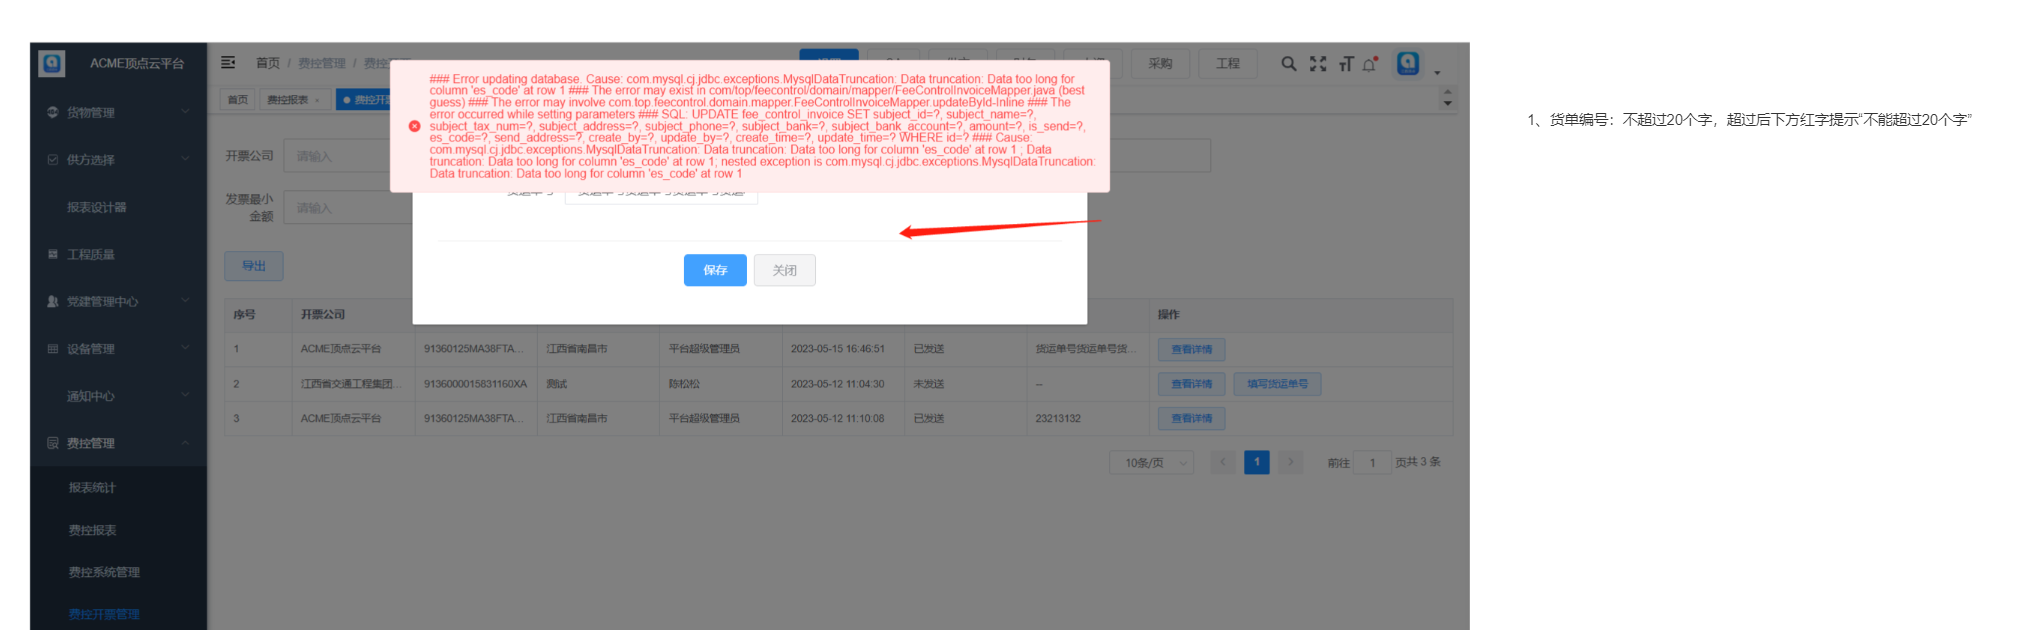 ACME顶点云平台
首页 / 费控管理 /
采购
工程
首页
费控报表
货物管理
供方选择
报表设计器
工程质量
党建管理中心
设备管理
通知中心
费控管理
报表统计
费控报表
费控系统管理
费控开票管理
### Error updating database. Cause: com.mysql.cj.jdbc.exceptions.MysqlDataTruncation: Data truncation: Data too long for
column 'es_code' at row 1 ### The error may exist in com/top/feecontrol/domain/mapper/FeeControlInvoiceMapper.java (best
guess) ### The error may involve com.top.feecontrol.domain.mapper.FeeControlInvoiceMapper.updateById-Inline ### The
error occurred while setting parameters ### SQL: UPDATE fee_control_invoice SET subject_id=?, subject_name=?,
subject_tax_num=?, subject_address=?, subject_phone=?, subject_bank=?, subject_bank_account=?, amount=?, is_send=?,
es_code=?, send_address=?, create_by=?, update_by=?, create_time=?, update_time=? WHERE id=? ### Cause:
com.mysql.cj.jdbc.exceptions.MysqlDataTruncation: Data truncation: Data too long for column 'es_code' at row 1 ; Data
truncation: Data too long for column 'es_code' at row 1; nested exception is com.mysql.cj.jdbc.exceptions.MysqlDataTruncation:
Data truncation: Data too long for column 'es_code' at row 1
开票公司 请输入
发票最小
金额 请输入
导出
保存 关闭
序号 开票公司 操作
1 ACME顶点云平台 91360125MA38FTA... 江西省南昌市 平台超级管理员 2023-05-15 16:46:51 已发送 货运单号货运单号货... 查看详情
2 江西省交通工程集团... 9136000015831160XA 测试 陈松松 2023-05-12 11:04:30 未发送 -- 查看详情 填写货运单号
3 ACME顶点云平台 91360125MA38FTA... 江西省南昌市 平台超级管理员 2023-05-12 11:10:08 已发送 23213132 查看详情
10条/页 1 前往 1 页共 3 条
1、货单编号：不超过20个字，超过后下方红字提示“不能超过20个字”